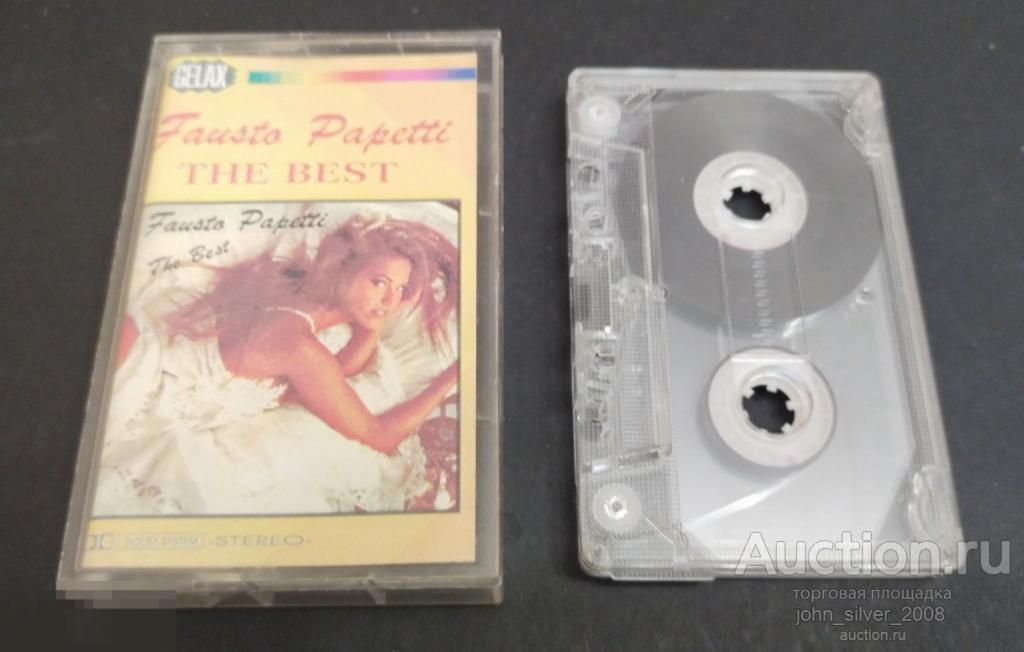 GELAX
Fausto Papetti
THE BEST
Fausto Papetti
The Best
DOLBY SYSTEM -STEREO-
Auction.ru
торговая площадка
john_silver_2008
auction.ru